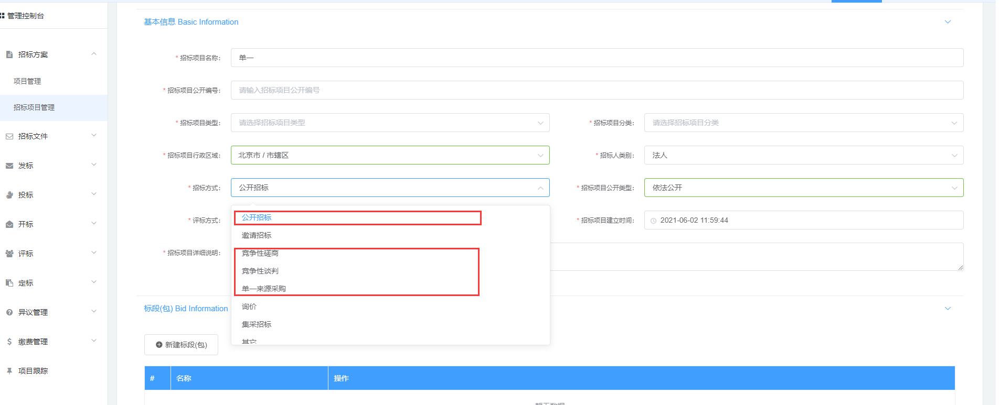 管理控制台
招标方案
项目管理
招标项目管理
招标文件
发标
投标
开标
评标
定标
异议管理
缴费管理
项目跟踪
基本信息 Basic Information
* 招标项目名称: 单一
* 招标项目公开编号: 请输入招标项目公开编号
* 招标项目类型: 请选择招标项目类型 * 招标项目分类: 请选择招标项目分类
* 招标项目行政区域: 北京市 / 市辖区 * 招标人类别: 法人
* 招标方式: 公开招标 * 招标项目公开类型: 依法公开
* 评标方式: * 招标项目建立时间: 2021-06-02 11:59:44
* 招标项目详细说明:
公开招标
邀请招标
竞争性磋商
竞争性谈判
单一来源采购
询价
集采招标
其它
标段(包) Bid Information
新建标段(包)
# 名称 操作
暂无数据